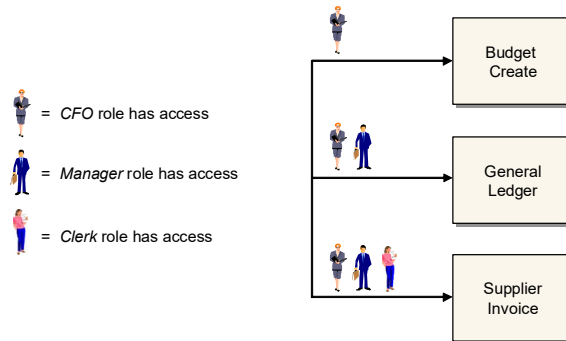 = CFO role has access
= Manager role has access
= Clerk role has access
Budget
Create
General
Ledger
Supplier
Invoice